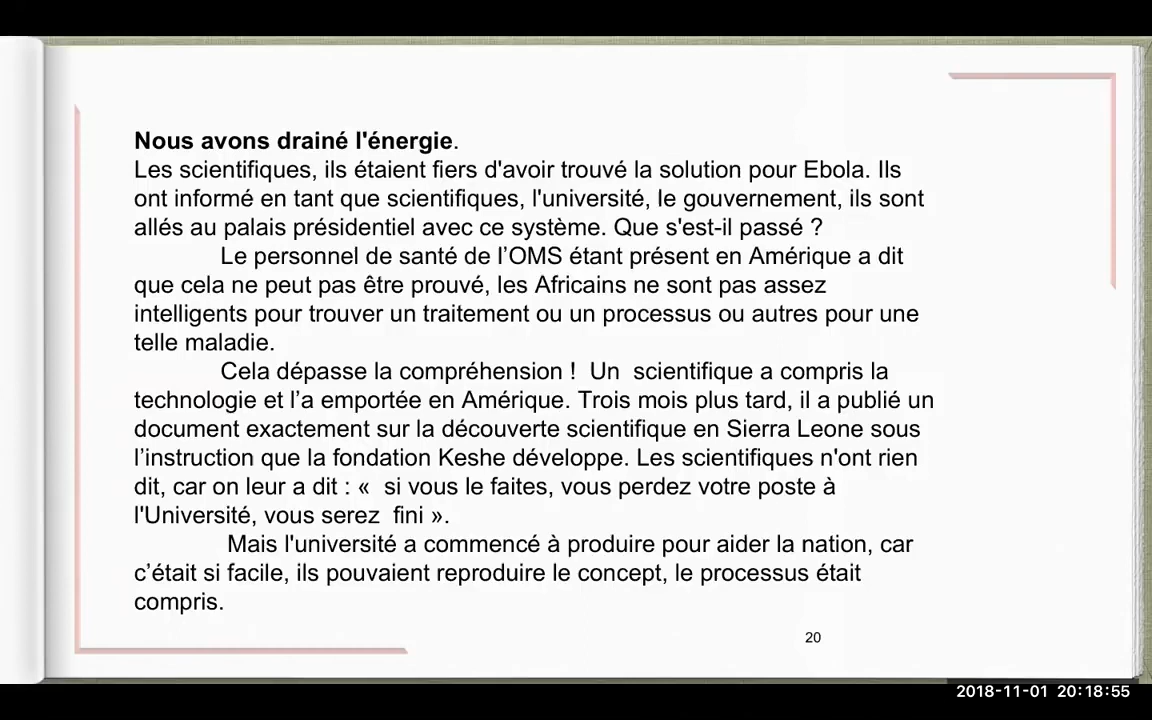 Nous avons drainé l'énergie.
Les scientifiques, ils étaient fiers d'avoir trouvé la solution pour Ebola. Ils
ont informé en tant que scientifiques, l'université, le gouvernement, ils sont
allés au palais présidentiel avec ce système. Que s'est-il passé ?
Le personnel de santé de l’OMS étant présent en Amérique a dit
que cela ne peut pas être prouvé, les Africains ne sont pas assez
intelligents pour trouver un traitement ou un processus ou autres pour une
telle maladie.
Cela dépasse la compréhension !  Un  scientifique a compris la
technologie et l’a emportée en Amérique. Trois mois plus tard, il a publié un
document exactement sur la découverte scientifique en Sierra Leone sous
l’instruction que la fondation Keshe développe. Les scientifiques n'ont rien
dit, car on leur a dit : «  si vous le faites, vous perdez votre poste à
l'Université, vous serez  fini ».
Mais l'université a commencé à produire pour aider la nation, car
c’était si facile, ils pouvaient reproduire le concept, le processus était
compris.
20
2018-11-01 20:18:55